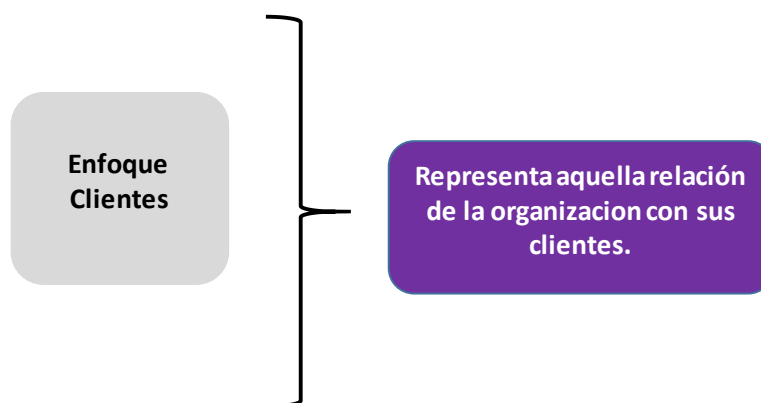 Enfoque
Clientes
Representa aquella relación
de la organizacion con sus
clientes.